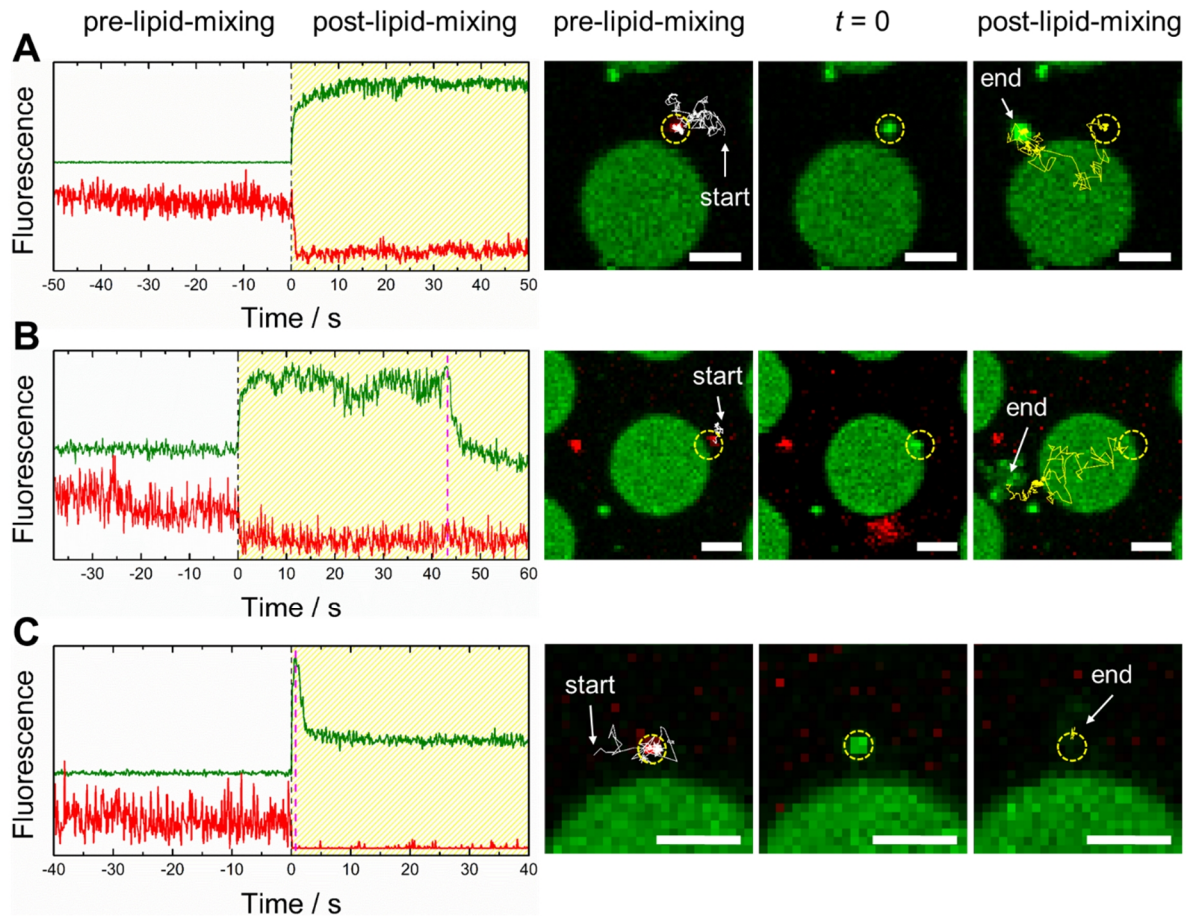 pre-lipid-mixing post-lipid-mixing pre-lipid-mixing t = 0 post-lipid-mixing
A
Fluorescence
start
end
-50 -40 -30 -20 -10 0 10 20 30 40 50
Time / s
B
Fluorescence
start
end
-30 -20 -10 0 10 20 30 40 50 60
Time / s
C
Fluorescence
start
end
-40 -30 -20 -10 0 10 20 30 40
Time / s